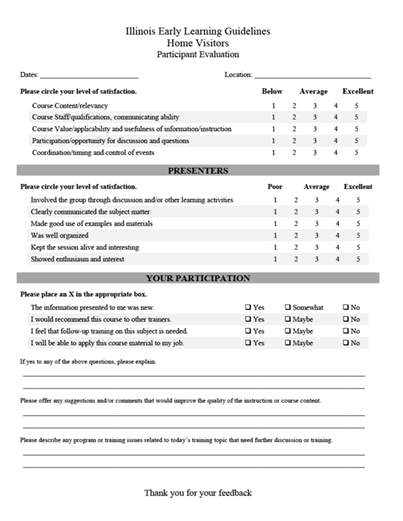 Illinois Early Learning Guidelines
Home Visitors
Participant Evaluation
Dates: Location:
Please circle your level of satisfaction. Below Average Excellent
Course Content/relevancy 1 2 3 4 5
Course Staff/qualifications, communicating ability 1 2 3 4 5
Course Value/applicability and usefulness of information/instruction 1 2 3 4 5
Participation/opportunity for discussion and questions 1 2 3 4 5
Coordination/timing and control of events 1 2 3 4 5
PRESENTERS
Please circle your level of satisfaction. Poor Average Excellent
Involved the group through discussion and/or other learning activities 1 2 3 4 5
Clearly communicated the subject matter 1 2 3 4 5
Made good use of examples and materials 1 2 3 4 5
Was well organized 1 2 3 4 5
Kept the session alive and interesting 1 2 3 4 5
Showed enthusiasm and interest 1 2 3 4 5
YOUR PARTICIPATION
Please place an X in the appropriate box.
The information presented to me was new. ❑ Yes ❑ Somewhat ❑ No
I would recommend this course to other trainers. ❑ Yes ❑ Maybe ❑ No
I feel that follow-up training on this subject is needed. ❑ Yes ❑ Maybe ❑ No
I will be able to apply this course material to my job. ❑ Yes ❑ Maybe ❑ No
If yes to any of the above questions, please explain.
Please offer any suggestions and/or comments that would improve the quality of the instruction or course content.
Please describe any program or training issues related to today's training topic that need further discussion or training.
Thank you for your feedback